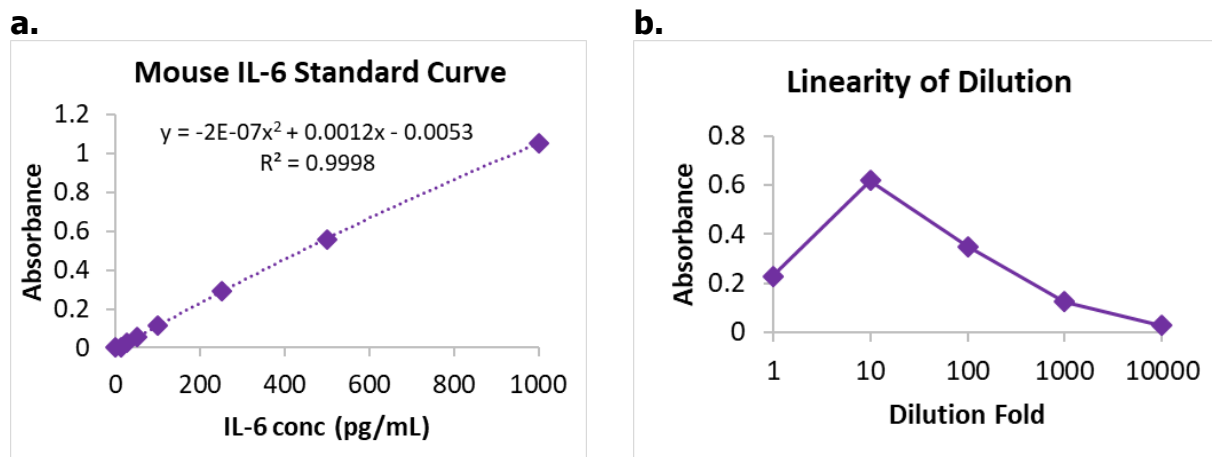 a.
Mouse IL-6 Standard Curve
y = -2E-07x² + 0.0012x - 0.0053
R² = 0.9998
Absorbance
1.2
1
0.8
0.6
0.4
0.2
0
0 200 400 600 800 1000
IL-6 conc (pg/mL)
b.
Linearity of Dilution
Absorbance
0.8
0.6
0.4
0.2
0
1 10 100 1000 10000
Dilution Fold